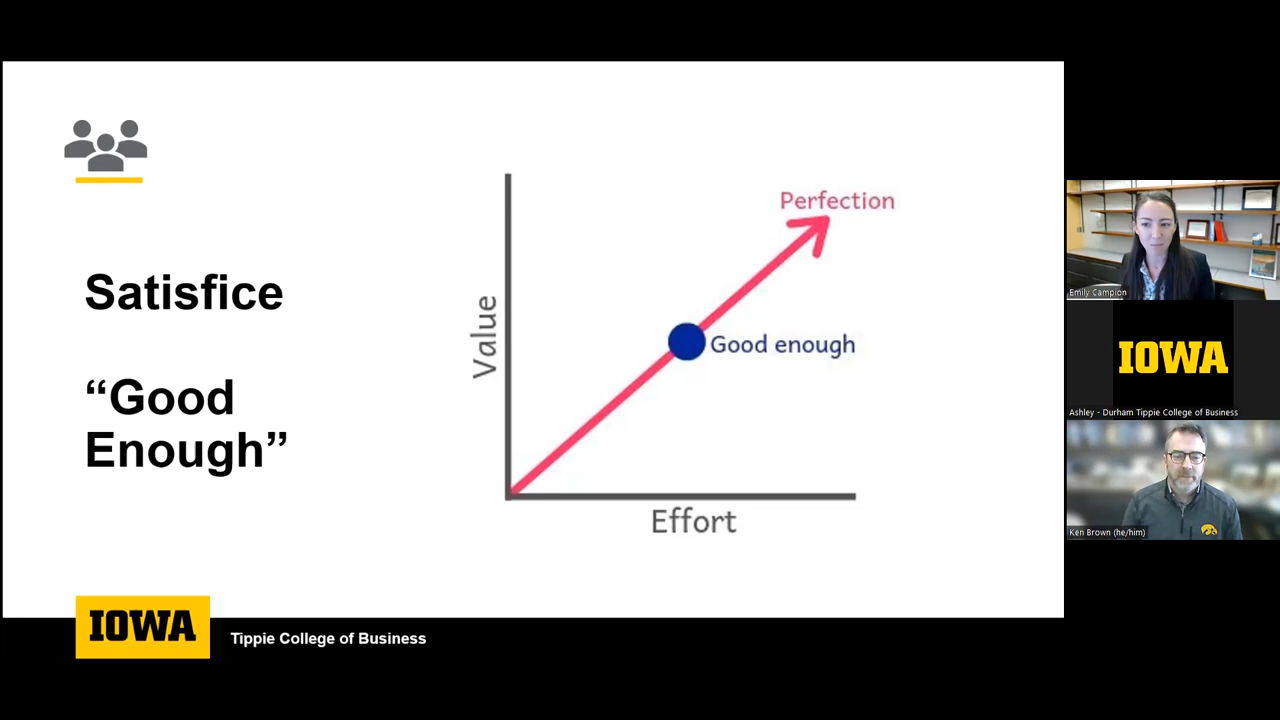 Satisfice
“Good
Enough”
Perfection
Good enough
Value
Effort
IOWA
Tippie College of Business
Emily Campion
IOWA
Ashley - Durham Tippie College of Business
Ken Brown (he/him)